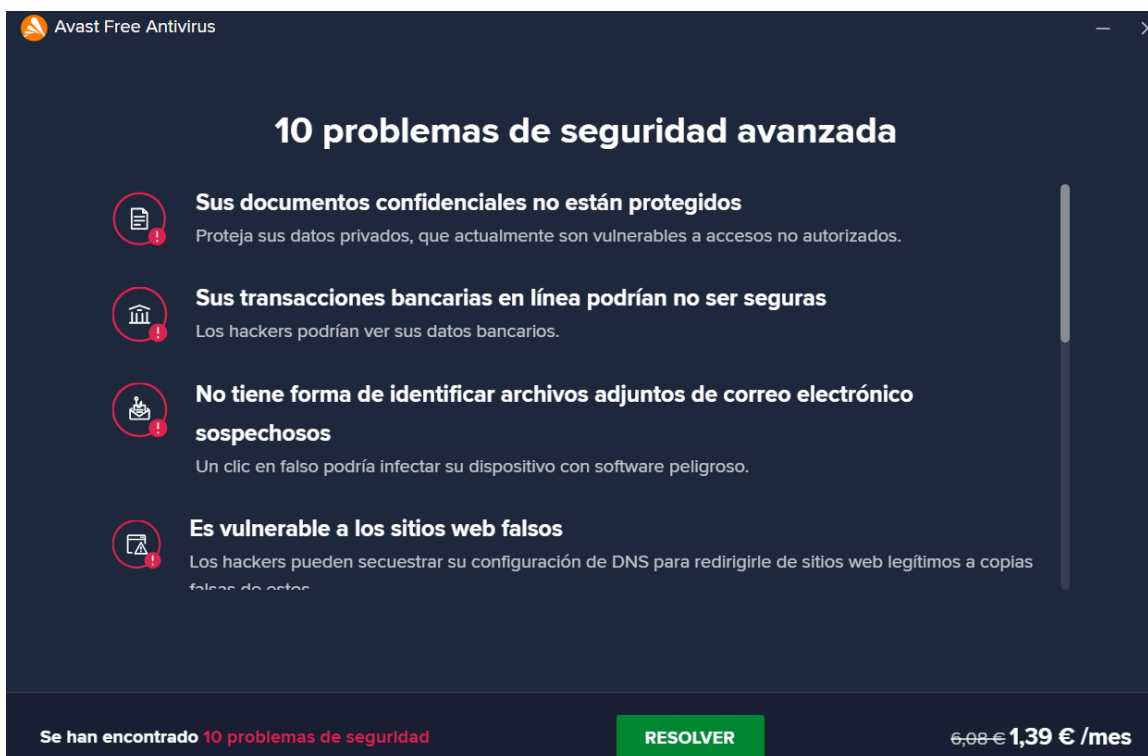 Avast Free Antivirus
10 problemas de seguridad avanzada
Sus documentos confidenciales no están protegidos
Proteja sus datos privados, que actualmente son vulnerables a accesos no autorizados.
Sus transacciones bancarias en línea podrían no ser seguras
Los hackers podrían ver sus datos bancarios.
No tiene forma de identificar archivos adjuntos de correo electrónico
sospechosos
Un clic en falso podría infectar su dispositivo con software peligroso.
Es vulnerable a los sitios web falsos
Los hackers pueden secuestrar su configuración de DNS para redirigirle de sitios web legítimos a copias
falsas de estos
Se han encontrado 10 problemas de seguridad
RESOLVER
6,08 € 1,39 € /mes